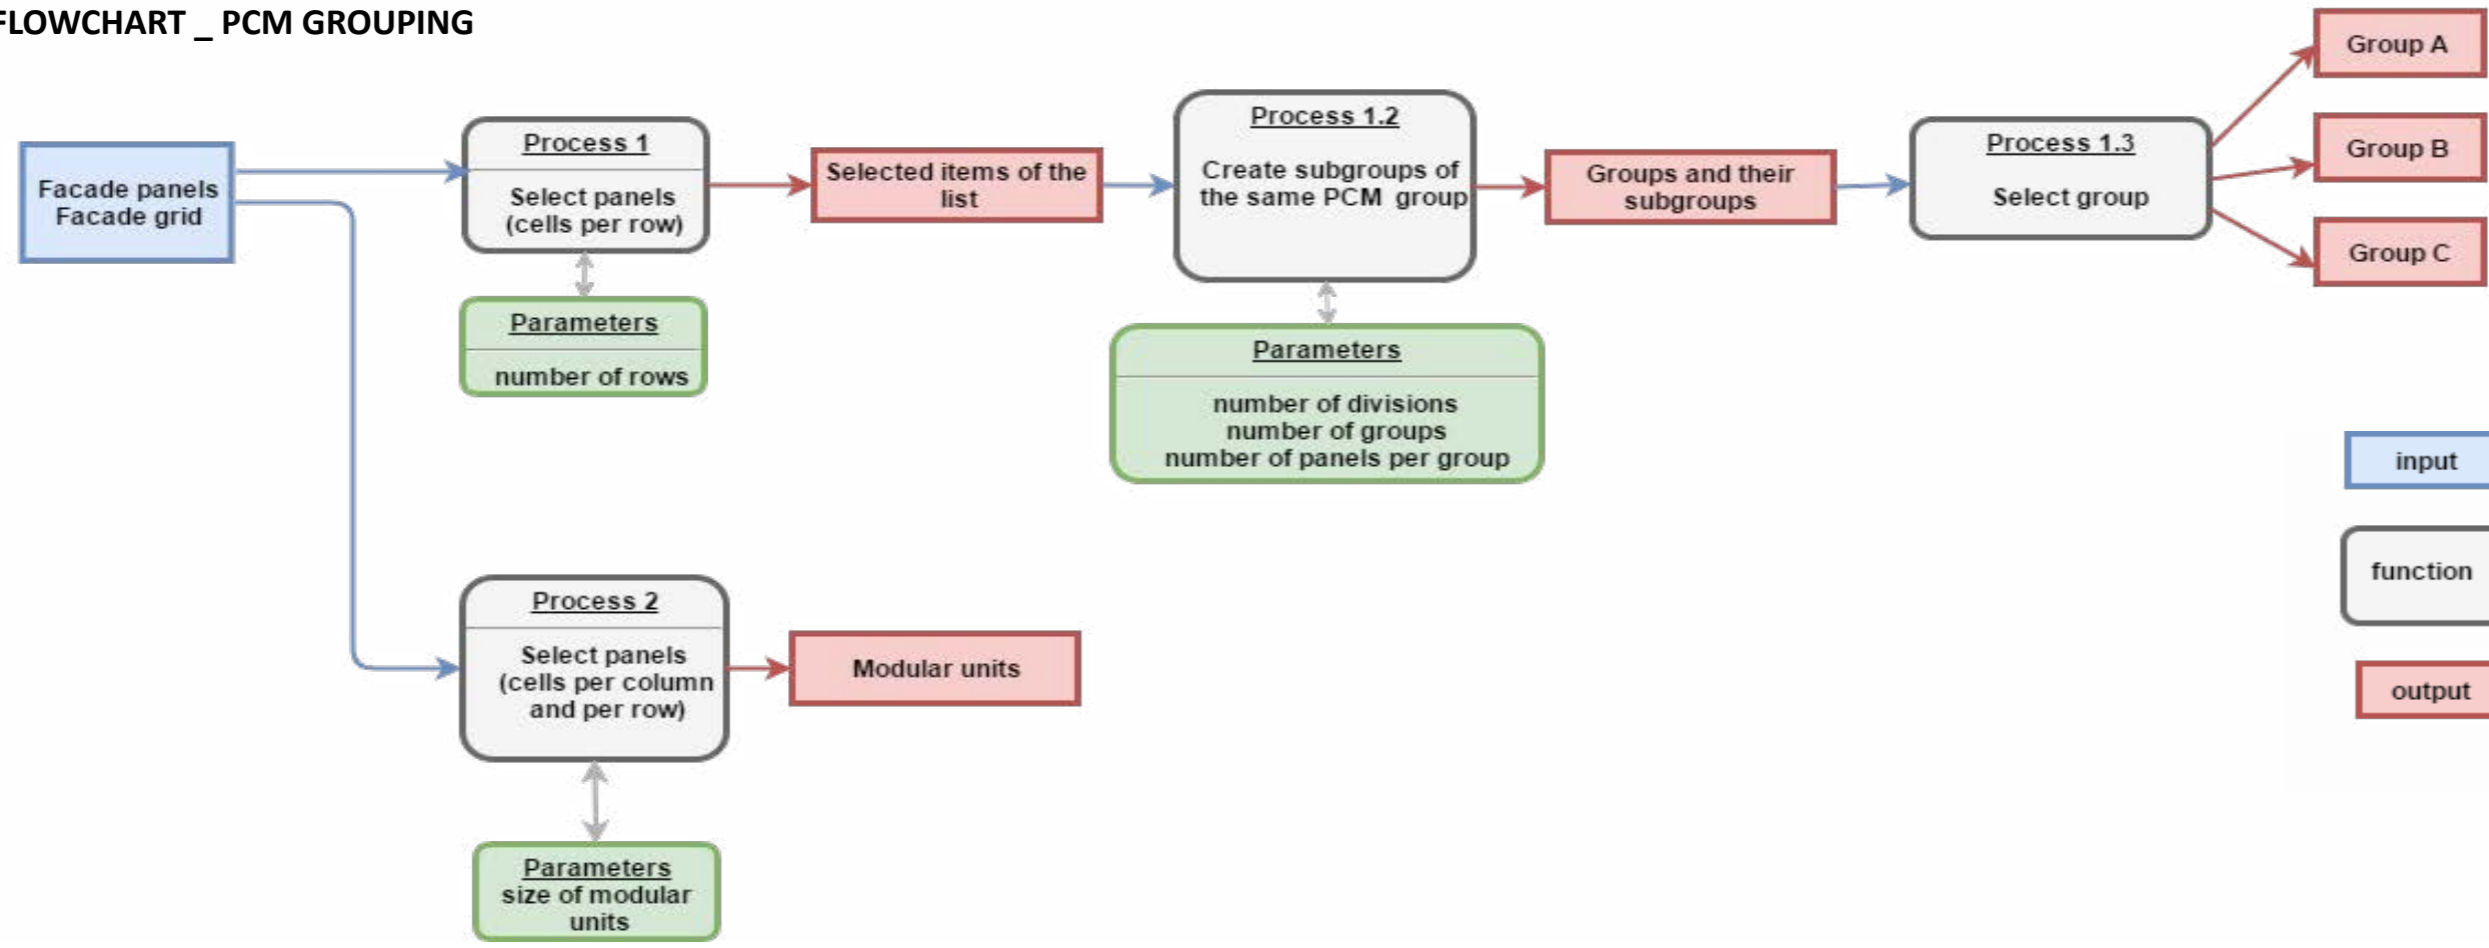 FLOWCHART _ PCM GROUPING
Facade panels
Facade grid
Process 1
Select panels
(cells per row)
Parameters
number of rows
Selected items of the
list
Process 1.2
Create subgroups of
the same PCM group
Parameters
number of divisions
number of groups
number of panels per group
Groups and their
subgroups
Process 1.3
Select group
Group A
Group B
Group C
Process 2
Select panels
(cells per column
and per row)
Modular units
Parameters
size of modular
units
input
function
output